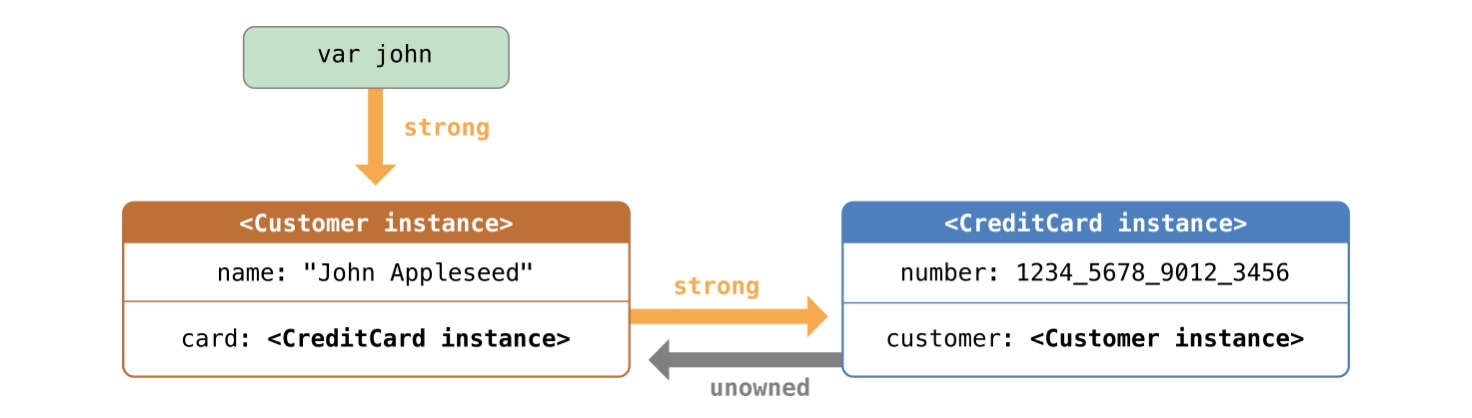 var john
strong
<Customer instance>
name: "John Appleseed"
card: <CreditCard instance>
strong
unowned
<CreditCard instance>
number: 1234_5678_9012_3456
customer: <Customer instance>